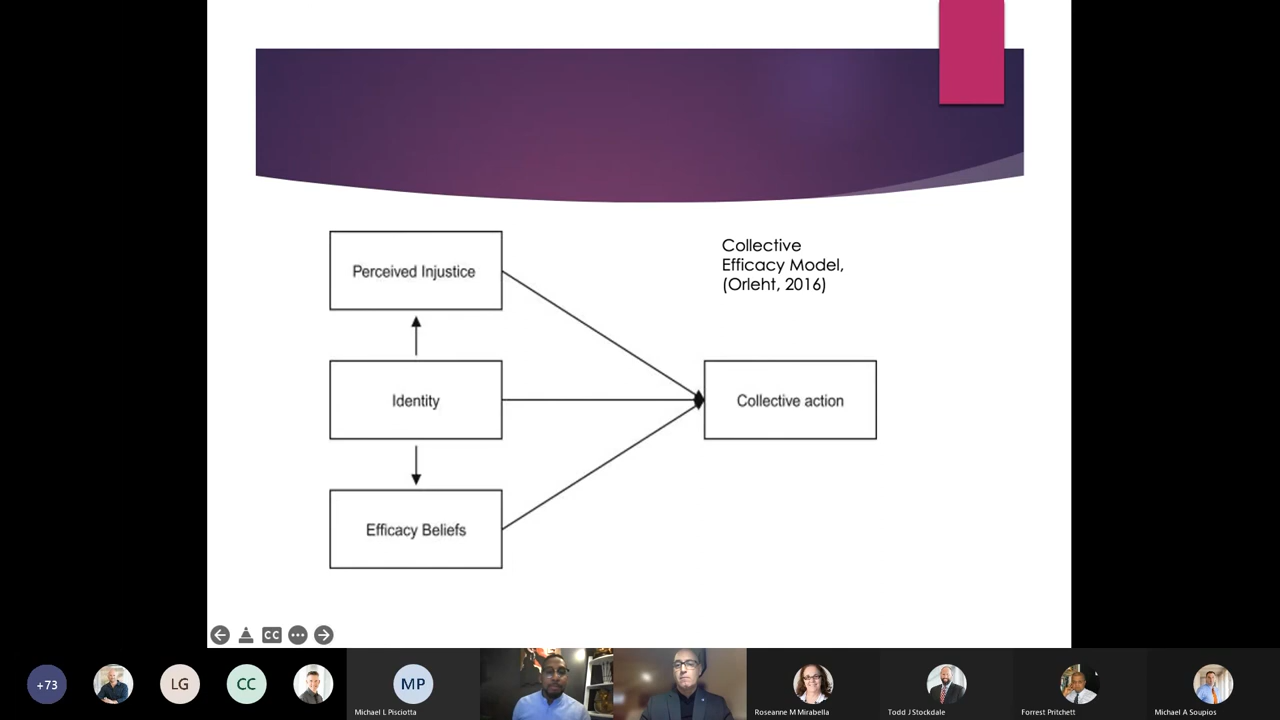 Perceived Injustice
Collective
Efficacy Model,
(Orleht, 2016)
Identity
Collective action
Efficacy Beliefs
CC
+73
LG
CC
MP
Michael L Pisciotta
Roseanne M Mirabella
Todd J Stockdale
Forrest Pritchett
Michael A Soupios